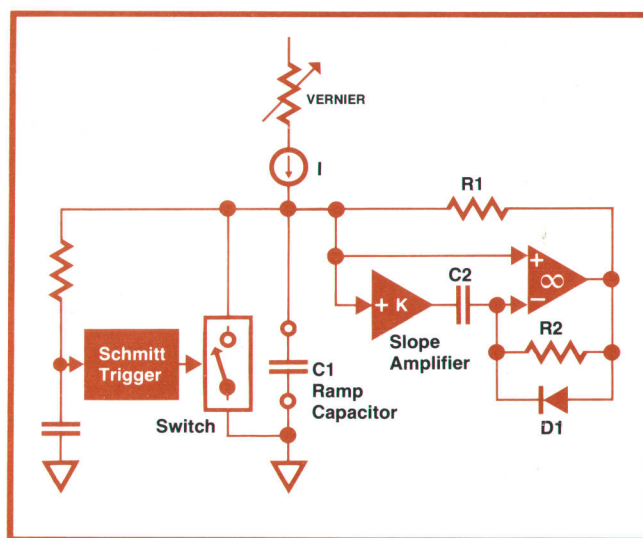 VERNIER
I
R1
C2
+
∞
−
+ K
Slope
Amplifier
R2
D1
Schmitt
Trigger
Switch
C1
Ramp
Capacitor